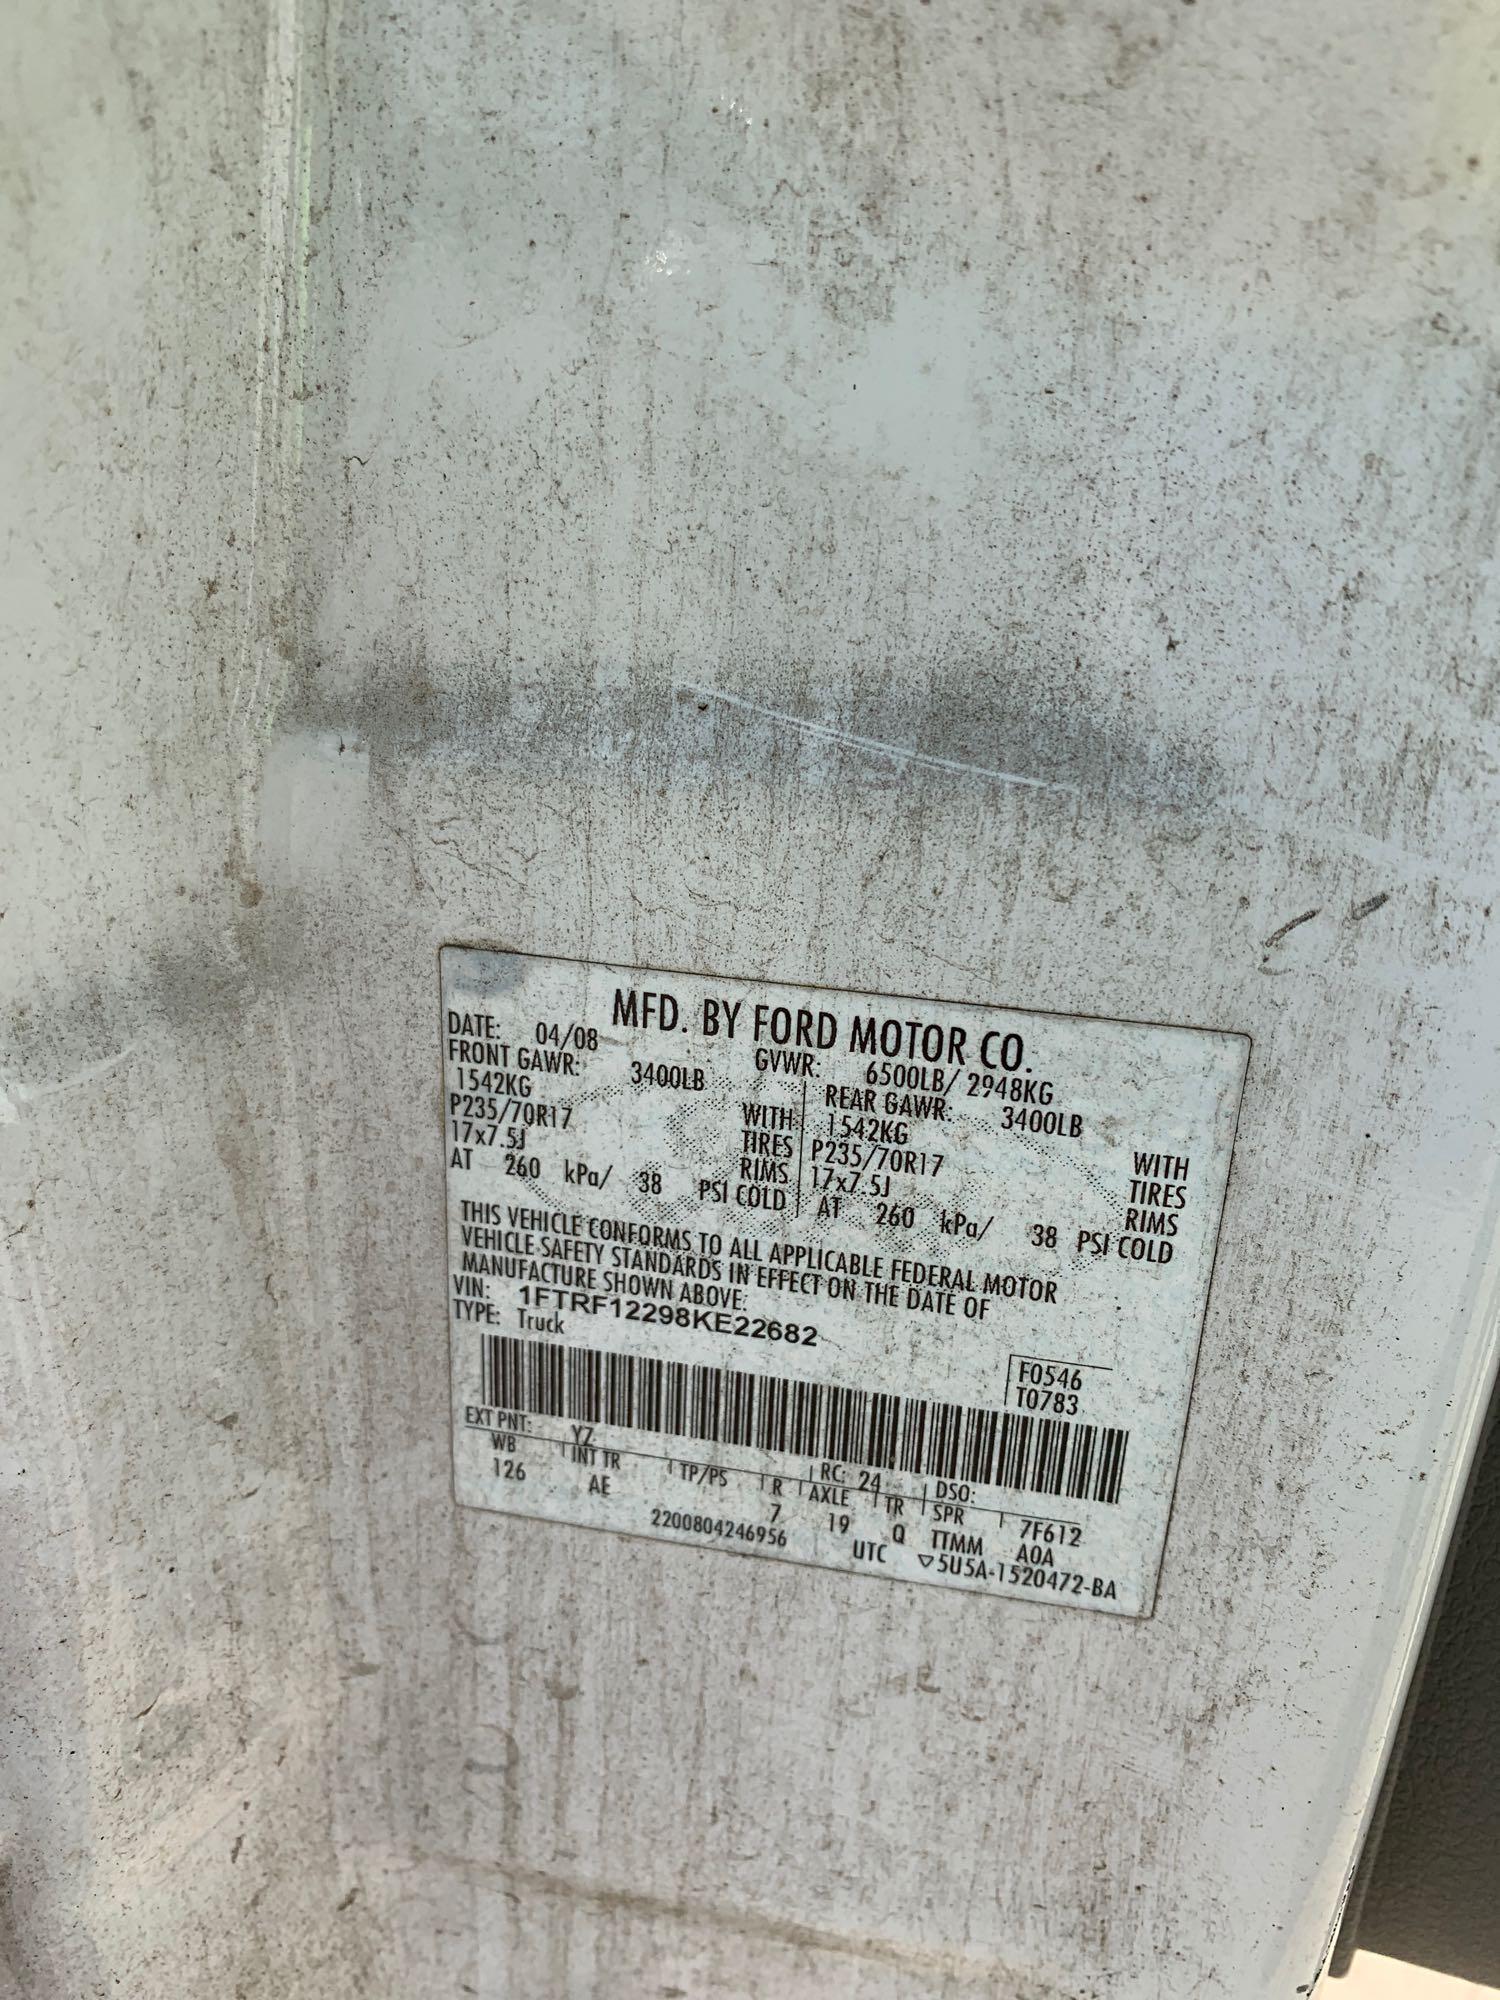 MFD. BY FORD MOTOR CO.
DATE: 04/08 GVWR: 6500LB/ 2948KG
FRONT GAWR: 3400LB REAR GAWR: 3400LB
1542KG WITH 1542KG WITH
P235/70R17 TIRES P235/70R17 TIRES
17x7.5J RIMS 17x7.5J RIMS
AT 260 kPa/ 38 PSI COLD AT 260 kPa/ 38 PSI COLD
THIS VEHICLE CONFORMS TO ALL APPLICABLE FEDERAL MOTOR
VEHICLE SAFETY STANDARDS IN EFFECT ON THE DATE OF
MANUFACTURE SHOWN ABOVE.
VIN: 1FTRF12298KE22682
TYPE: Truck
F0546
T0783
EXT PNT: YZ RC: 24 DSO:
WB INT TR TP/PS R AXLE TR SPR 7F612
126 AE 7 19 Q TTMM A0A
2200804246956 UTC ▽5U5A-1520472-BA